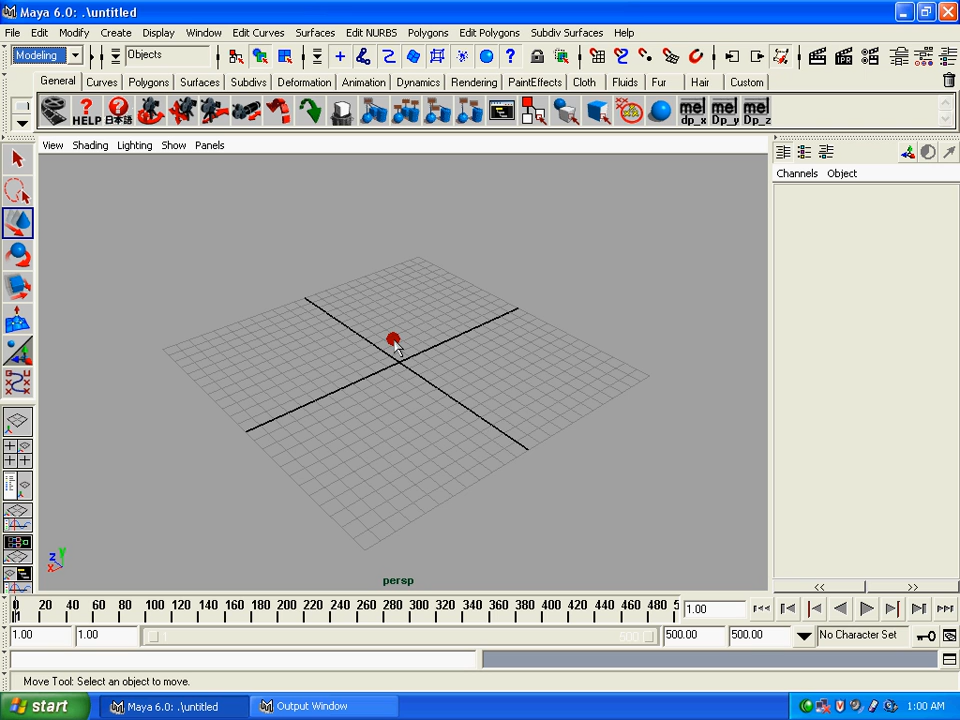 Maya 6.0: .\untitled
File Edit Modify Create Display Window Edit Curves Surfaces Edit NURBS Polygons Edit Polygons Subdiv Surfaces Help
Modeling Objects
General Curves Polygons Surfaces Subdivs Deformation Animation Dynamics Rendering PaintEffects Cloth Fluids Fur Hair Custom
? HELP ? 日本語 mel dp_x mel Dp_y mel Dp_z
View Shading Lighting Show Panels
Channels Object
z y x
persp
<< >>
0 20 40 60 80 100 120 140 160 180 200 220 240 260 280 300 320 340 360 380 400 420 440 460 480 5 1.00
1.00 1.00 1 500 500.00 500.00 No Character Set
Move Tool: Select an object to move.
start Maya 6.0: .\untitled Output Window 1:00 AM